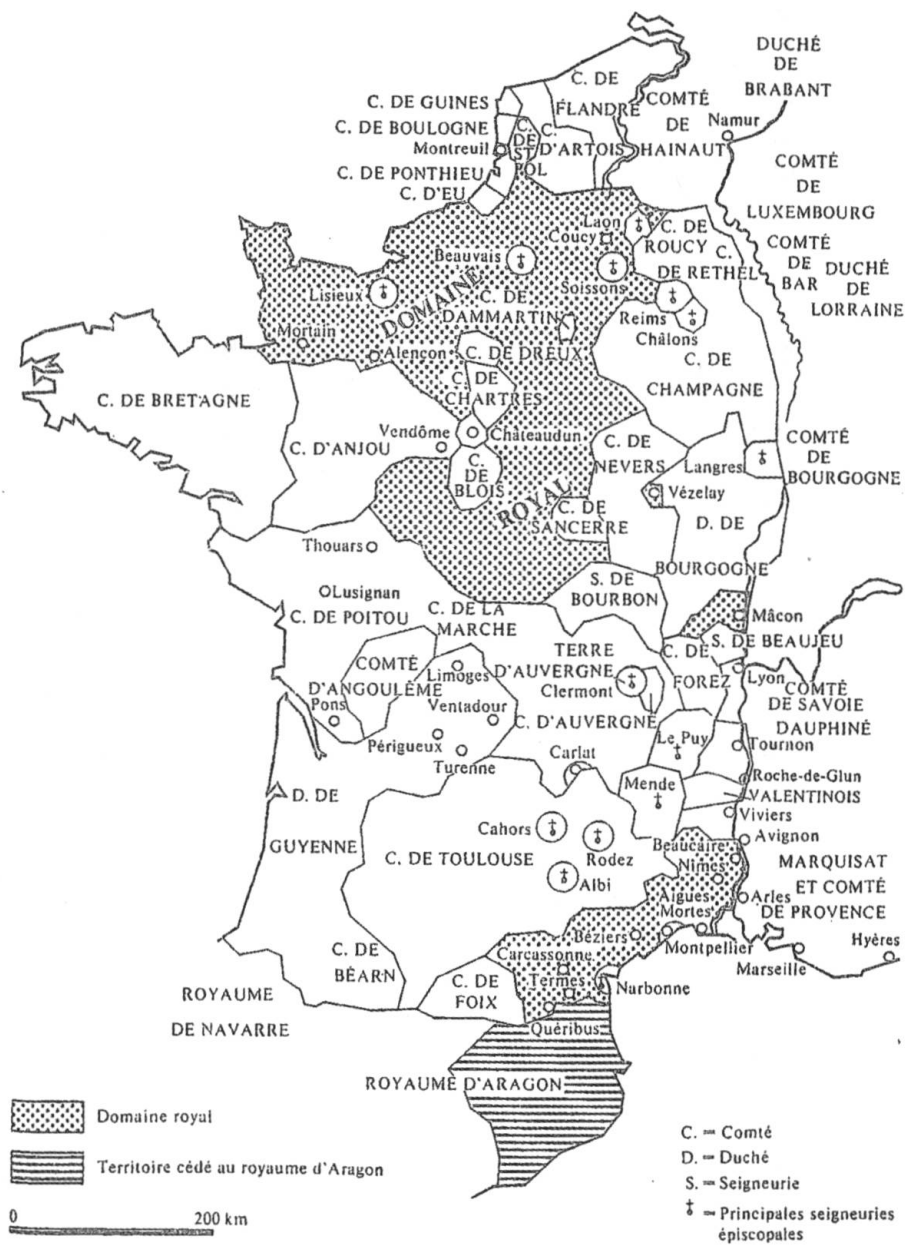 DUCHÉ
DE
BRABANT
C. DE
FLANDRE
C. DE GUINES
C. DE BOULOGNE
Montreuil
C. DE PONTHIEU
C. D'EU
C.
DE
ST
POL
C.
D'ARTOIS
COMTÉ
DE
HAINAUT
Namur
COMTÉ
DE
LUXEMBOURG
COMTÉ
DE
BAR
DUCHÉ
DE
LORRAINE
Laon
Coucy
C. DE
ROUCY
C.
DE RETHEL
Beauvais
Soissons
Lisieux
DOMAINE
C. DE
DAMMARTIN
Reims
Châlons
Mortain
Alençon
C. DE DREUX
C.
DE
CHARTRES
C. DE
CHAMPAGNE
C. DE BRETAGNE
C. D'ANJOU
Vendôme
Châteaudun
C.
DE
BLOIS
C. DE
NEVERS
Langres
COMTÉ
DE
BOURGOGNE
Vézelay
ROYAL
C. DE
SANCERRE
D. DE
BOURGOGNE
Thouars
Lusignan
C. DE POITOU
C. DE LA
MARCHE
S. DE
BOURBON
Mâcon
S. DE BEAUJEU
COMTÉ
D'ANGOULÊME
Pons
Limoges
Ventadour
Périgueux
Turenne
TERRE
D'AUVERGNE
Clermont
C. D'AUVERGNE
C. DE
FOREZ
Lyon
COMTÉ
DE SAVOIE
DAUPHINÉ
Le Puy
Tournon
Carlat
Mende
Roche-de-Glun
VALENTINOIS
Viviers
D. DE
GUYENNE
Cahors
Rodez
Albi
C. DE TOULOUSE
Avignon
Beaucaire
Nîmes
MARQUISAT
ET COMTÉ
DE PROVENCE
Arles
Aigues
Mortes
Béziers
Montpellier
Marseille
Hyères
C. DE
BÉARN
C. DE
FOIX
Carcassonne
Termes
Narbonne
Quéribus
ROYAUME
DE NAVARRE
ROYAUME D'ARAGON
Domaine royal
Territoire cédé au royaume d'Aragon
0 200 km
C. = Comté
D. = Duché
S. = Seigneurie
= Principales seigneuries
épiscopales